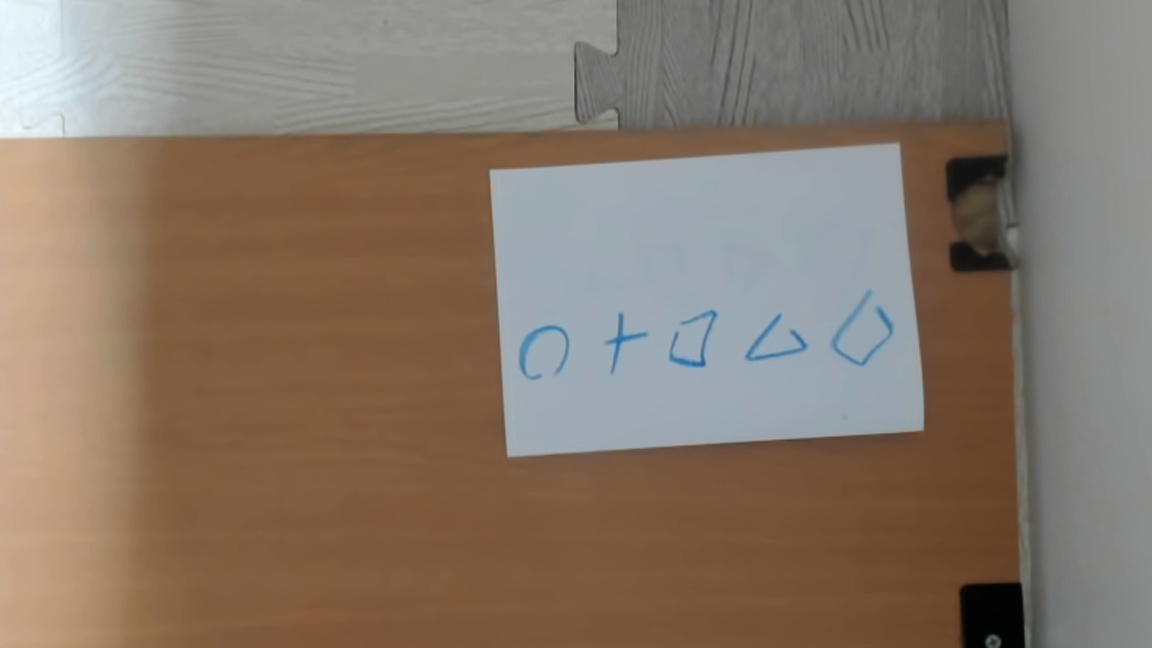 ○ + □ △ ◇